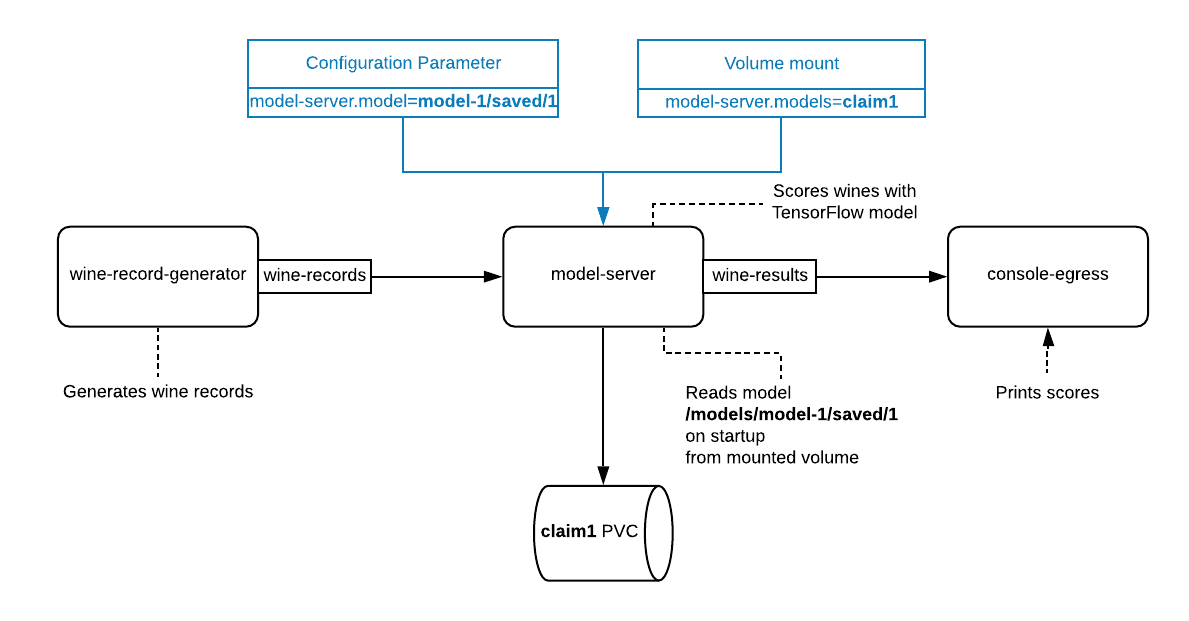 Configuration Parameter
model-server.model=model-1/saved/1
Volume mount
model-server.models=claim1
Scores wines with
TensorFlow model
wine-record-generator
wine-records
model-server
wine-results
console-egress
Generates wine records
Reads model
/models/model-1/saved/1
on startup
from mounted volume
Prints scores
claim1 PVC